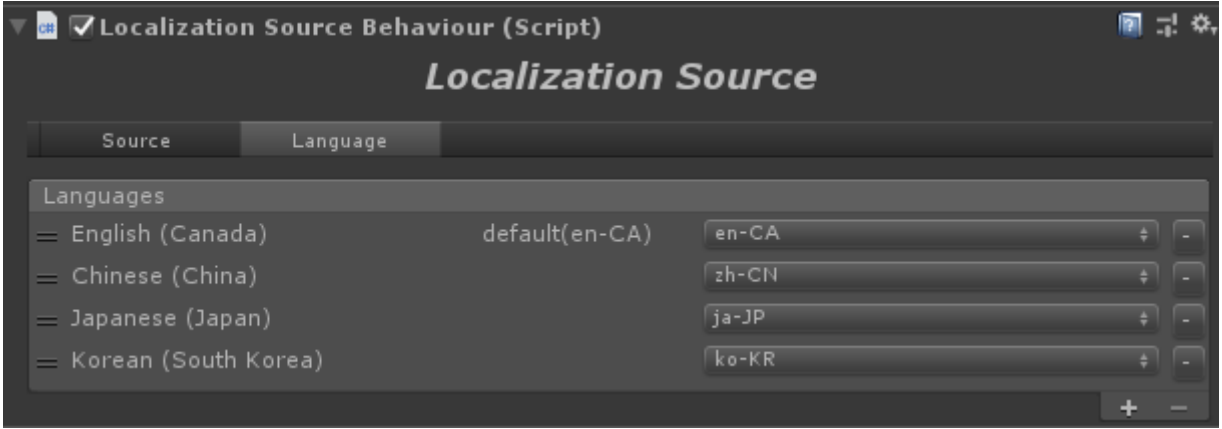 c# Localization Source Behaviour (Script)
Localization Source
Source Language
Languages
English (Canada) default(en-CA) en-CA -
Chinese (China) zh-CN -
Japanese (Japan) ja-JP -
Korean (South Korea) ko-KR -
+ −